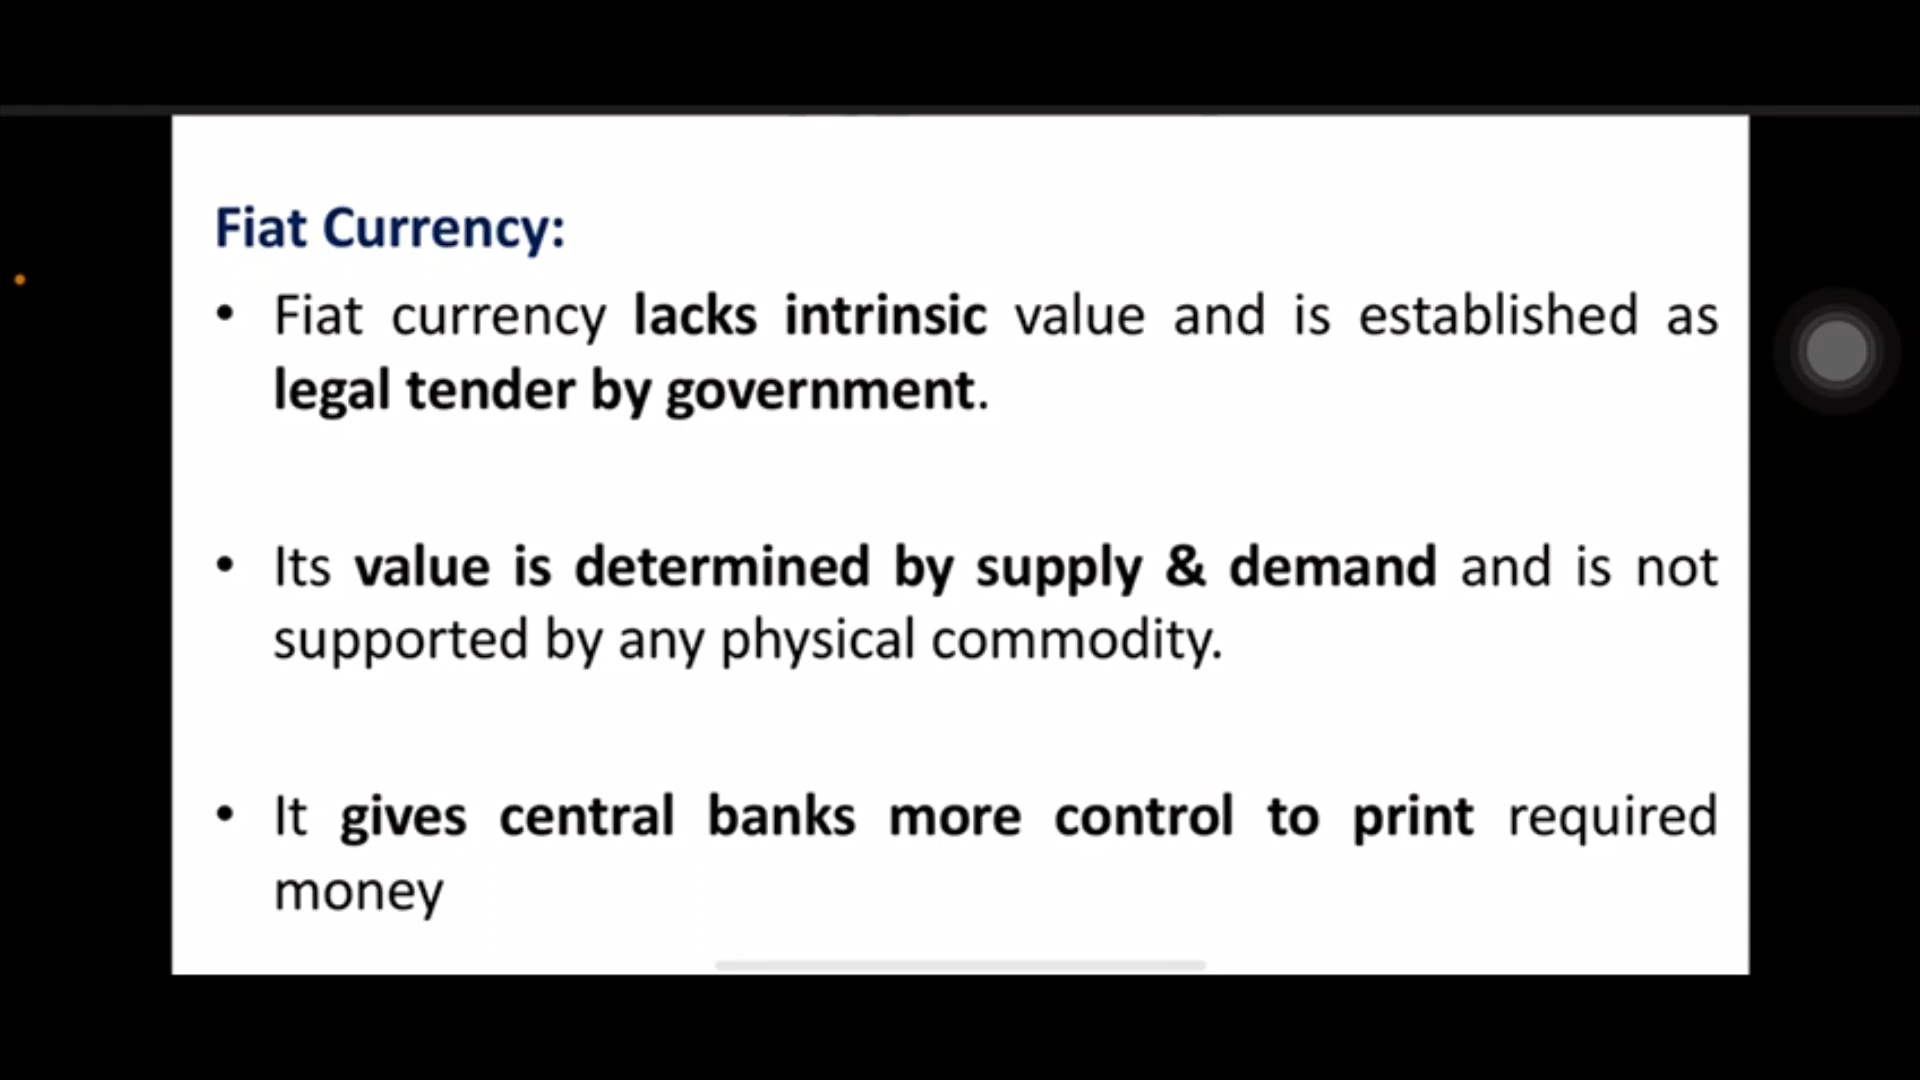 Fiat Currency:
• Fiat currency lacks intrinsic value and is established as
legal tender by government.
• Its value is determined by supply & demand and is not
supported by any physical commodity.
• It gives central banks more control to print required
money